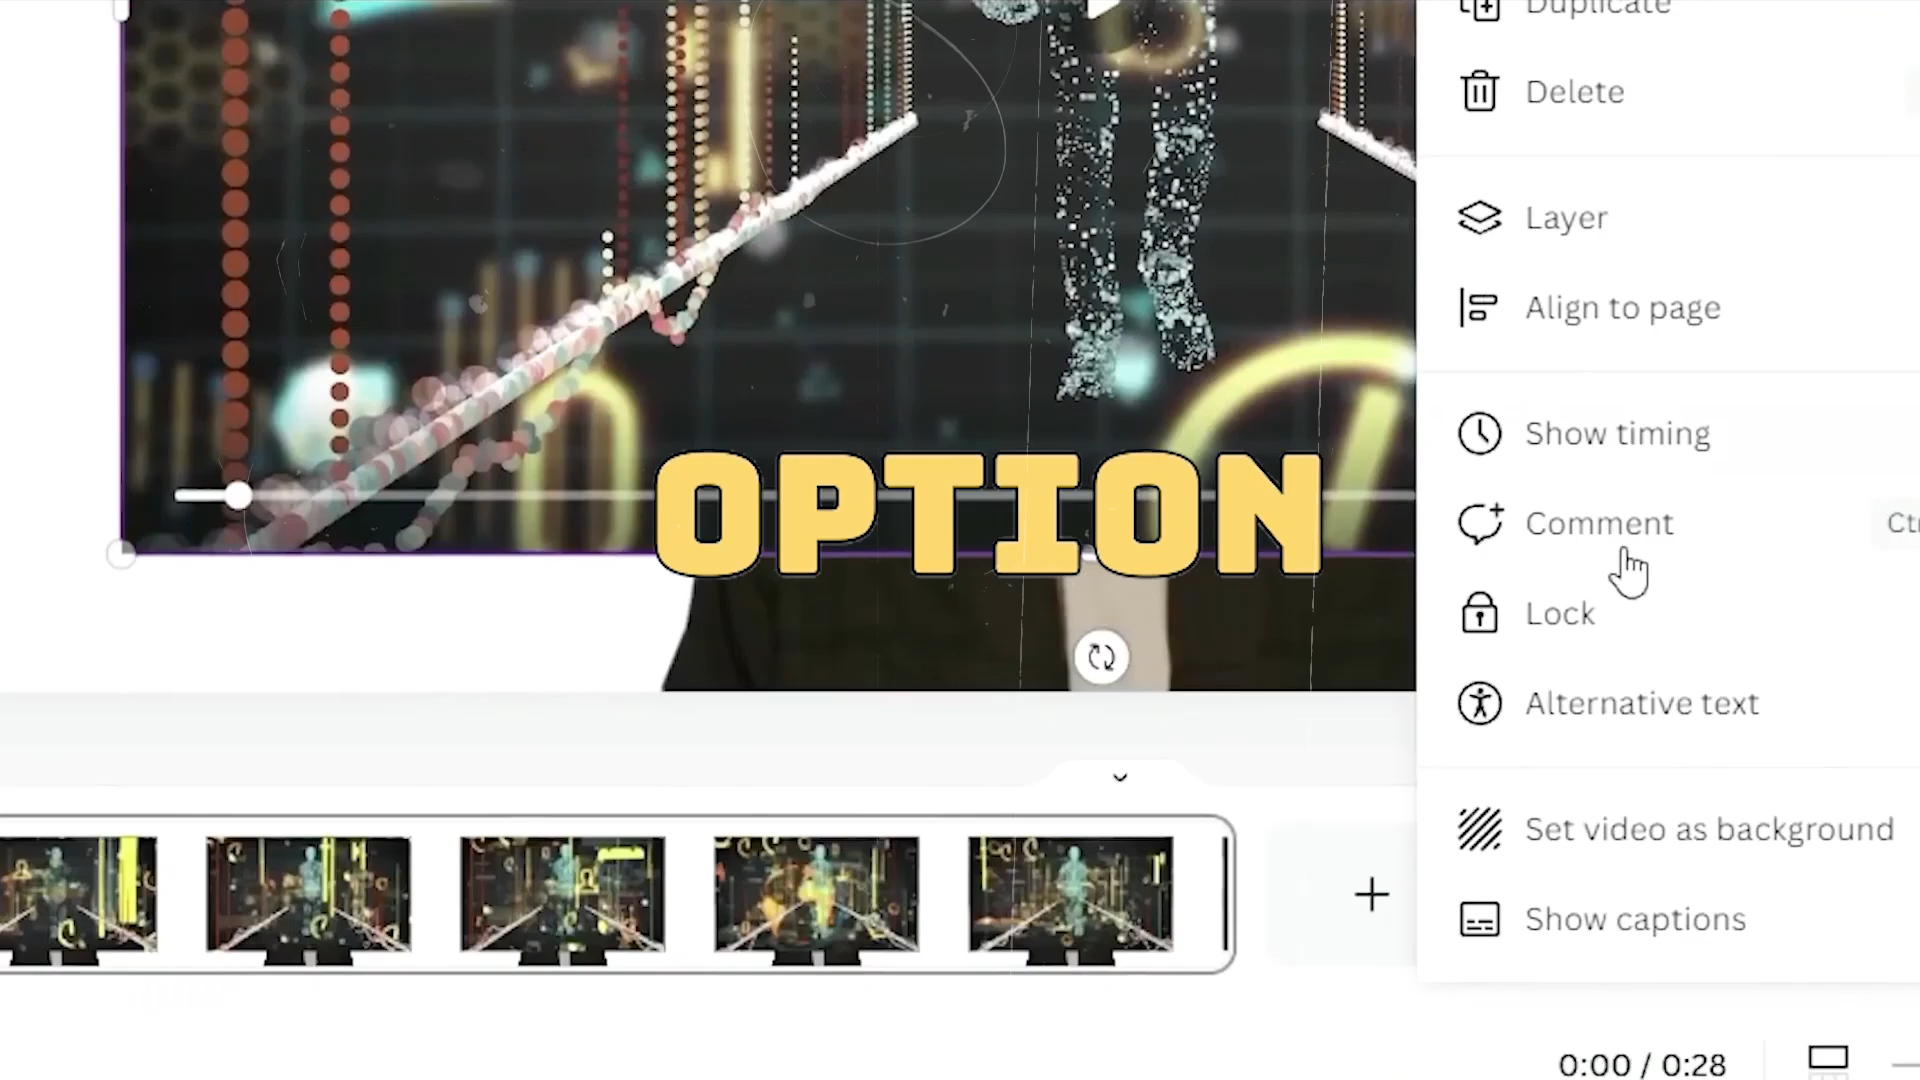 Duplicate
Delete
Layer
Align to page
Show timing
Comment
Lock
Alternative text
Set video as background
Show captions
OPTION
0:00 / 0:28